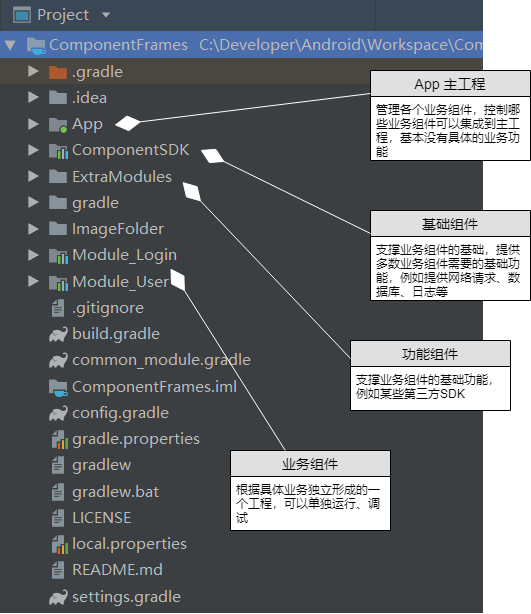 Project
ComponentFrames C:\Developer\Android\Workspace\Com
.gradle
.idea
App
ComponentSDK
ExtraModules
gradle
ImageFolder
Module_Login
Module_User
.gitignore
build.gradle
common_module.gradle
ComponentFrames.iml
config.gradle
gradle.properties
gradlew
gradlew.bat
LICENSE
local.properties
README.md
settings.gradle
App 主工程
管理各个业务组件，控制哪
些业务组件可以集成到主工
程，基本没有具体的业务功
能
基础组件
支撑业务组件的基础，提供
多数业务组件需要的基础功
能，例如提供网络请求、数
据库、日志等
功能组件
支撑业务组件的基础功能，
例如某些第三方SDK
业务组件
根据具体业务独立形成的一
个工程，可以单独运行、调
试